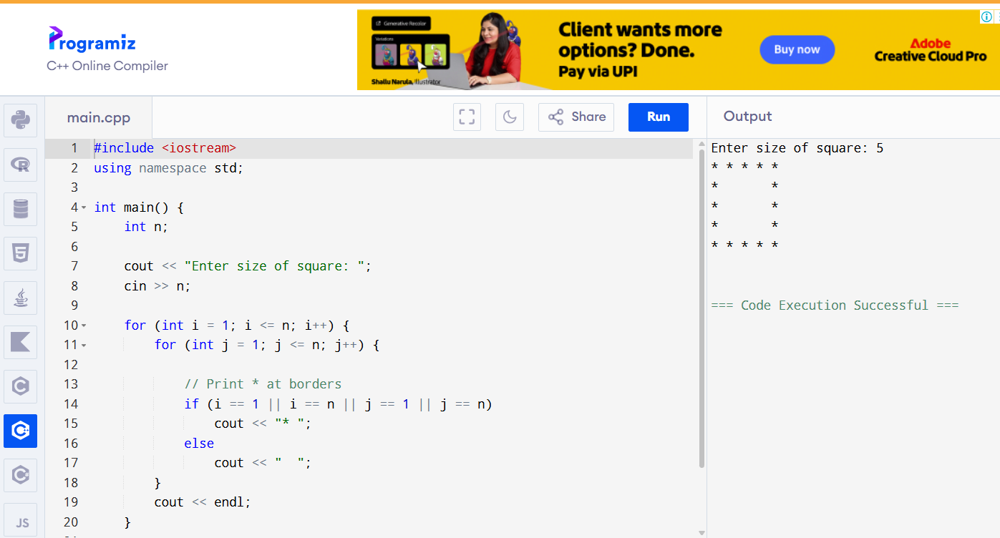 Programiz
C++ Online Compiler
Generative Recolor
Variations
Shallu Narula, Illustrator
Client wants more
options? Done.
Pay via UPI
Buy now
Adobe
Creative Cloud Pro
main.cpp
Share
Run
Output
1 #include <iostream>
2 using namespace std;
3
4 int main() {
5     int n;
6
7     cout << "Enter size of square: ";
8     cin >> n;
9
10     for (int i = 1; i <= n; i++) {
11         for (int j = 1; j <= n; j++) {
12
13             // Print * at borders
14             if (i == 1 || i == n || j == 1 || j == n)
15                 cout << "* ";
16             else
17                 cout << "  ";
18         }
19         cout << endl;
20     }
Enter size of square: 5
* * * * *
*       *
*       *
*       *
* * * * *
=== Code Execution Successful ===
R
5
C
C++
C#
JS